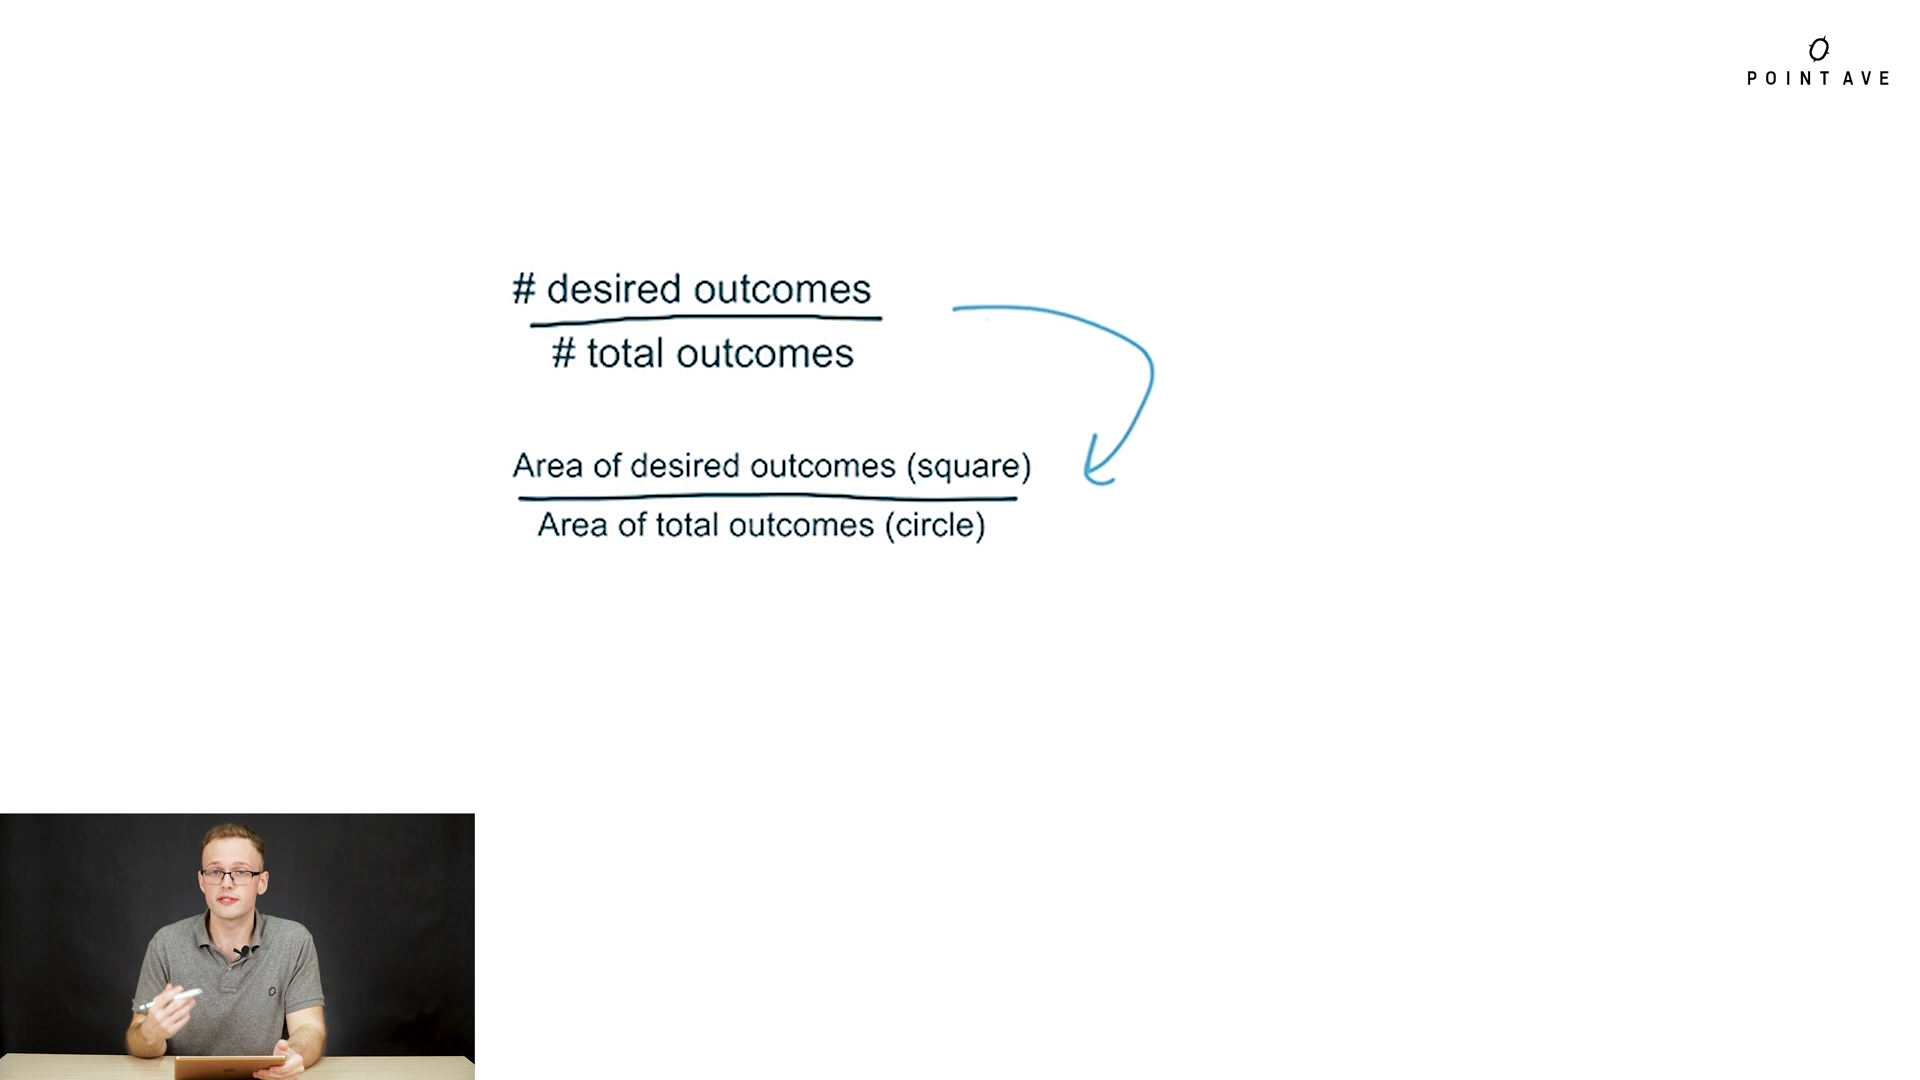 POINT AVE
# desired outcomes
# total outcomes
Area of desired outcomes (square)
Area of total outcomes (circle)